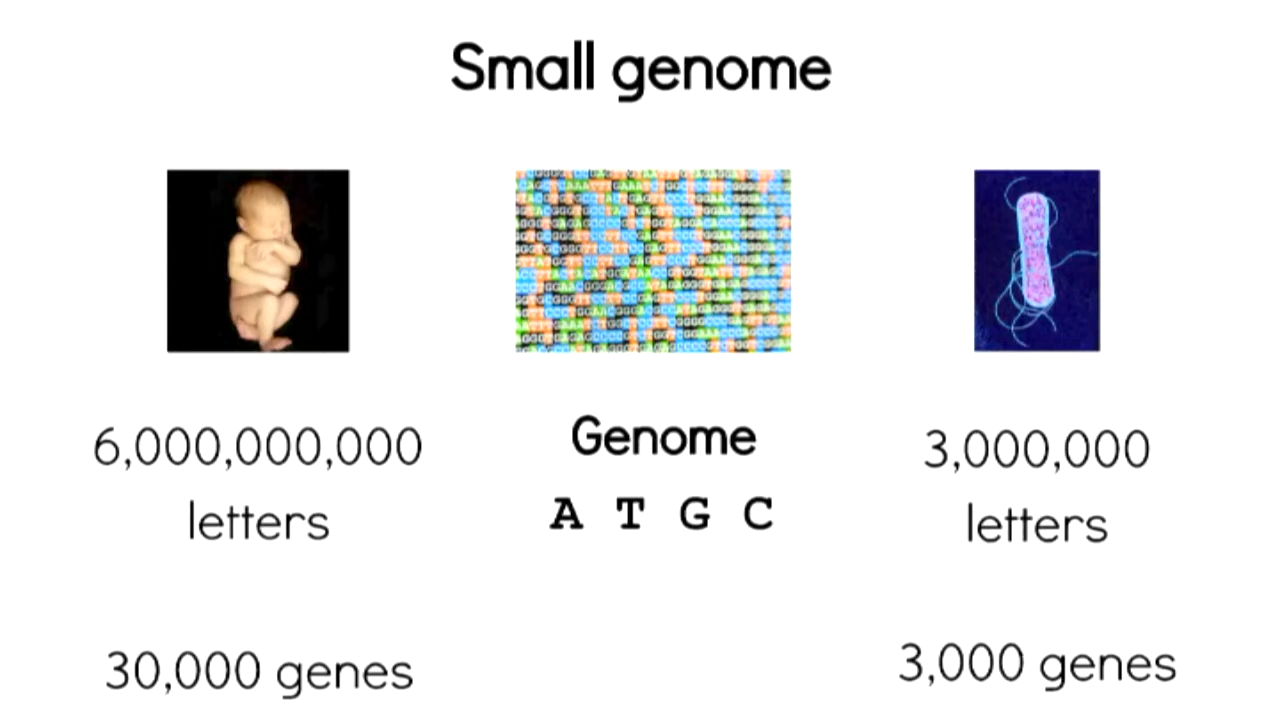 Small genome
6,000,000,000
letters
30,000 genes
Genome
A T G C
3,000,000
letters
3,000 genes